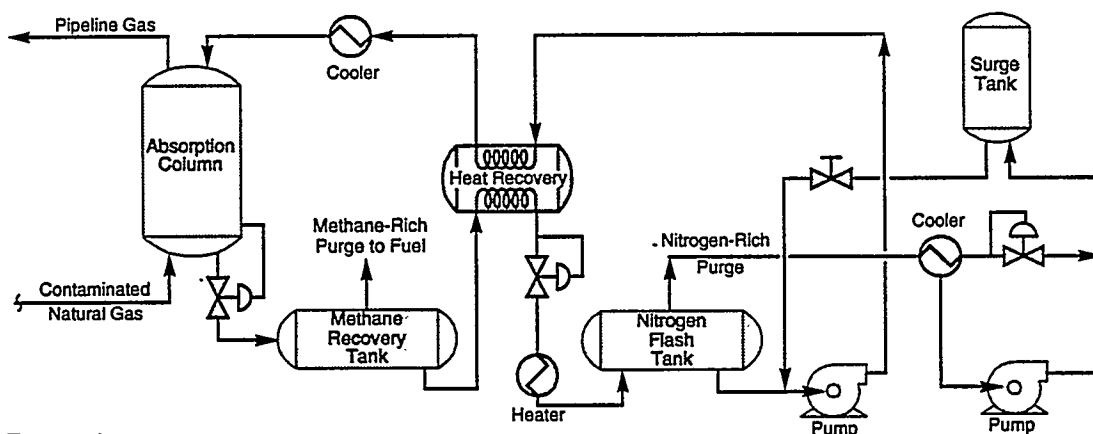 Pipeline Gas
Cooler
Surge
Tank
Absorption
Column
Heat Recovery
Methane-Rich
Purge to Fuel
Nitrogen-Rich
Purge
Cooler
Contaminated
Natural Gas
Methane
Recovery
Tank
Nitrogen
Flash
Tank
Heater
Pump
Pump